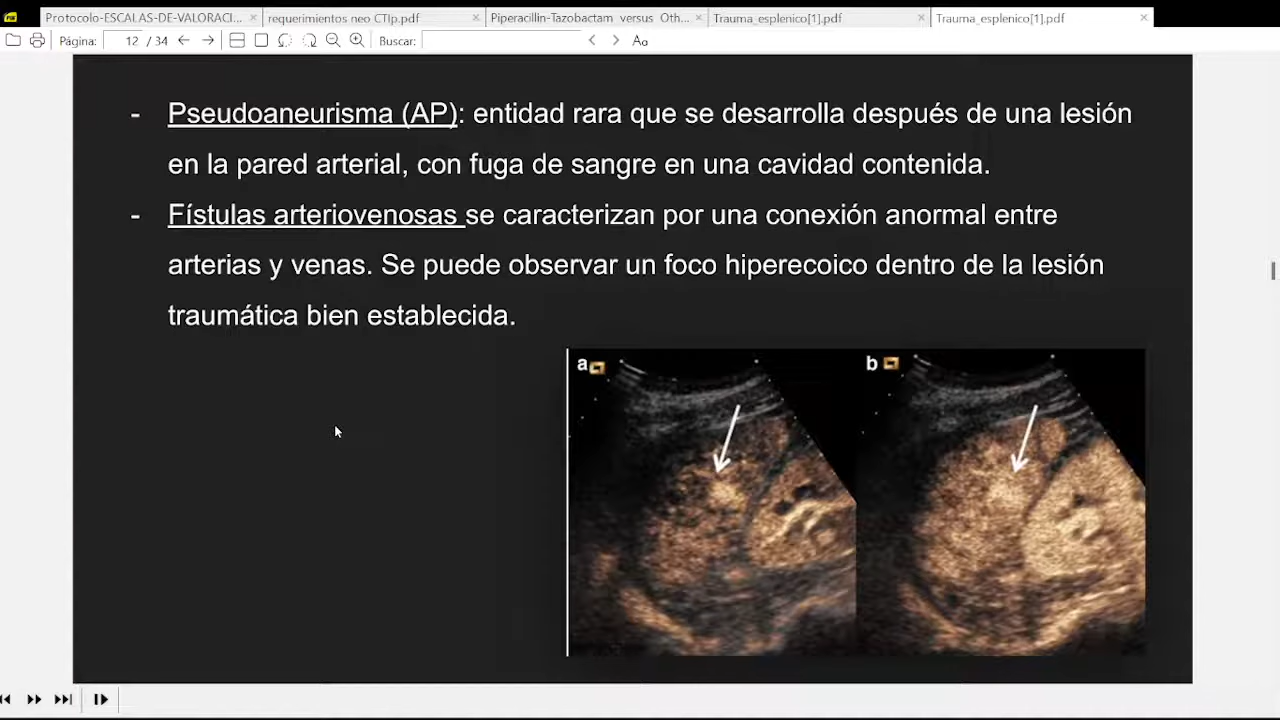 Protocolo-ESCALAS-DE-VALORACI...
requerimientos neo CTIp.pdf
Piperacillin-Tazobactam versus Oth...
Trauma_esplenico[1].pdf
Trauma_esplenico[1].pdf
Página: 12 / 34
Buscar:
Aa
- Pseudoaneurisma (AP): entidad rara que se desarrolla después de una lesión
en la pared arterial, con fuga de sangre en una cavidad contenida.
- Fístulas arteriovenosas se caracterizan por una conexión anormal entre
arterias y venas. Se puede observar un foco hiperecoico dentro de la lesión
traumática bien establecida.
a
b